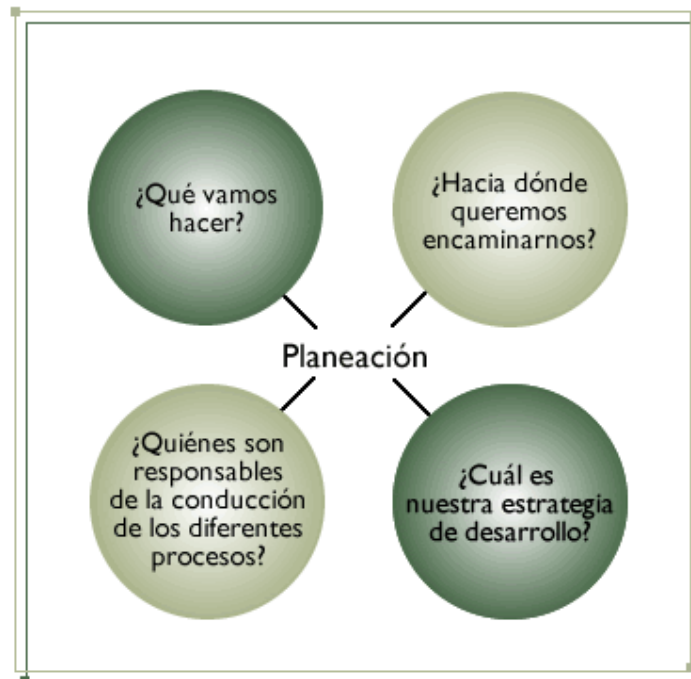 ¿Qué vamos
hacer?
¿Hacia dónde
queremos
encaminarnos?
Planeación
¿Quiénes son
responsables
de la conducción
de los diferentes
procesos?
¿Cuál es
nuestra estrategia
de desarrollo?